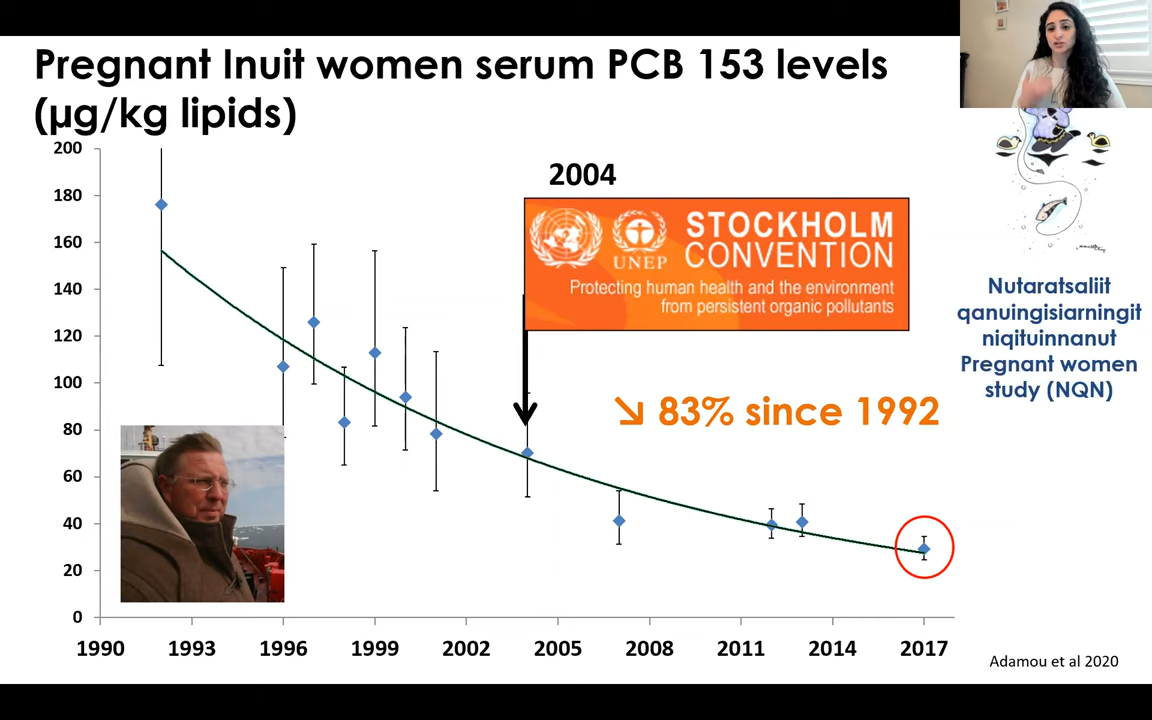 Pregnant Inuit women serum PCB 153 levels
(µg/kg lipids)
200
180
160
140
120
100
80
60
40
20
0
1990 1993 1996 1999 2002 2005 2008 2011 2014 2017
2004
UNEP
STOCKHOLM
CONVENTION
Protecting human health and the environment
from persistent organic pollutants
↘ 83% since 1992
Nutaratsaliit
qanuingisiarningit
niqituinnanut
Pregnant women
study (NQN)
Adamou et al 2020